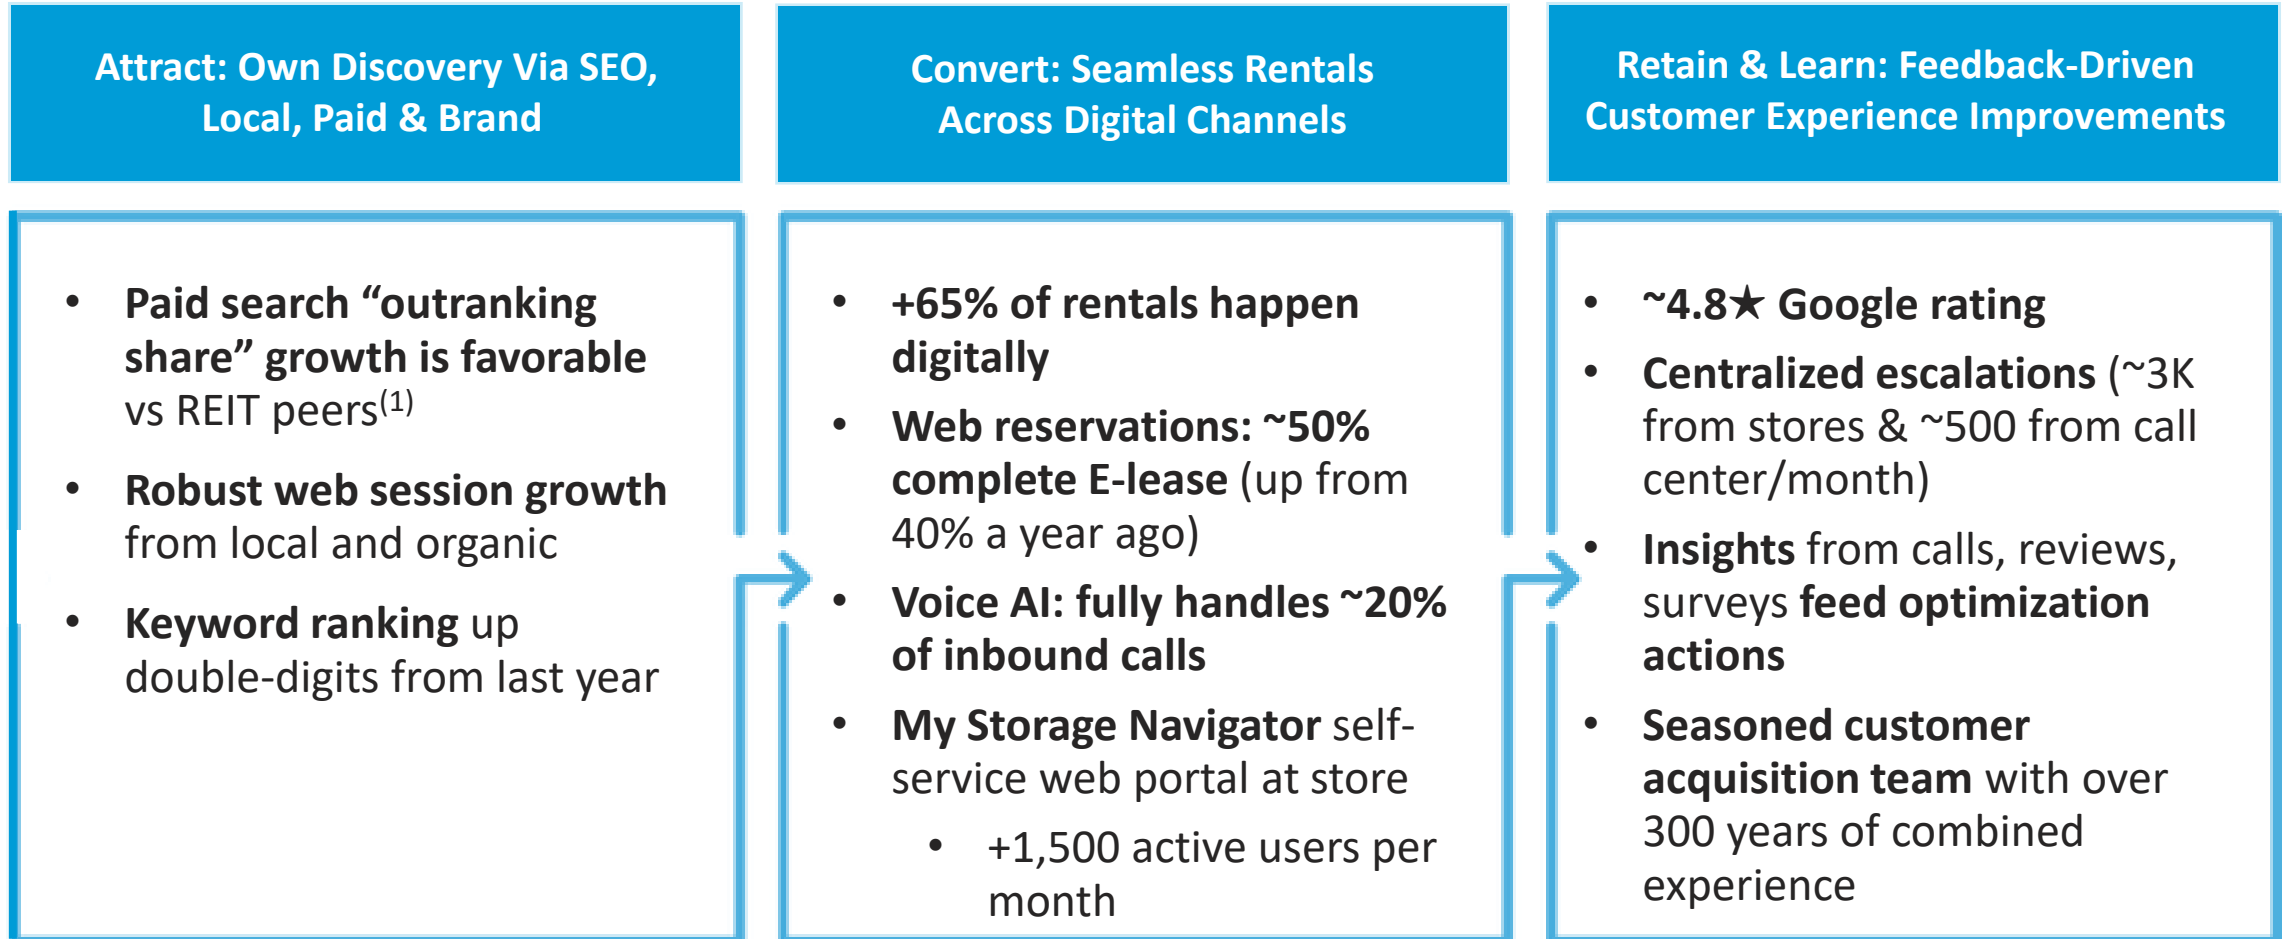 Attract: Own Discovery Via SEO,
Local, Paid & Brand
• Paid search “outranking
share” growth is favorable
vs REIT peers(1)
• Robust web session growth
from local and organic
• Keyword ranking up
double-digits from last year
Convert: Seamless Rentals
Across Digital Channels
• +65% of rentals happen
digitally
• Web reservations: ~50%
complete E-lease (up from
40% a year ago)
• Voice AI: fully handles ~20%
of inbound calls
• My Storage Navigator self-
service web portal at store
• +1,500 active users per
month
Retain & Learn: Feedback-Driven
Customer Experience Improvements
• ~4.8★ Google rating
• Centralized escalations (~3K
from stores & ~500 from call
center/month)
• Insights from calls, reviews,
surveys feed optimization
actions
• Seasoned customer
acquisition team with over
300 years of combined
experience